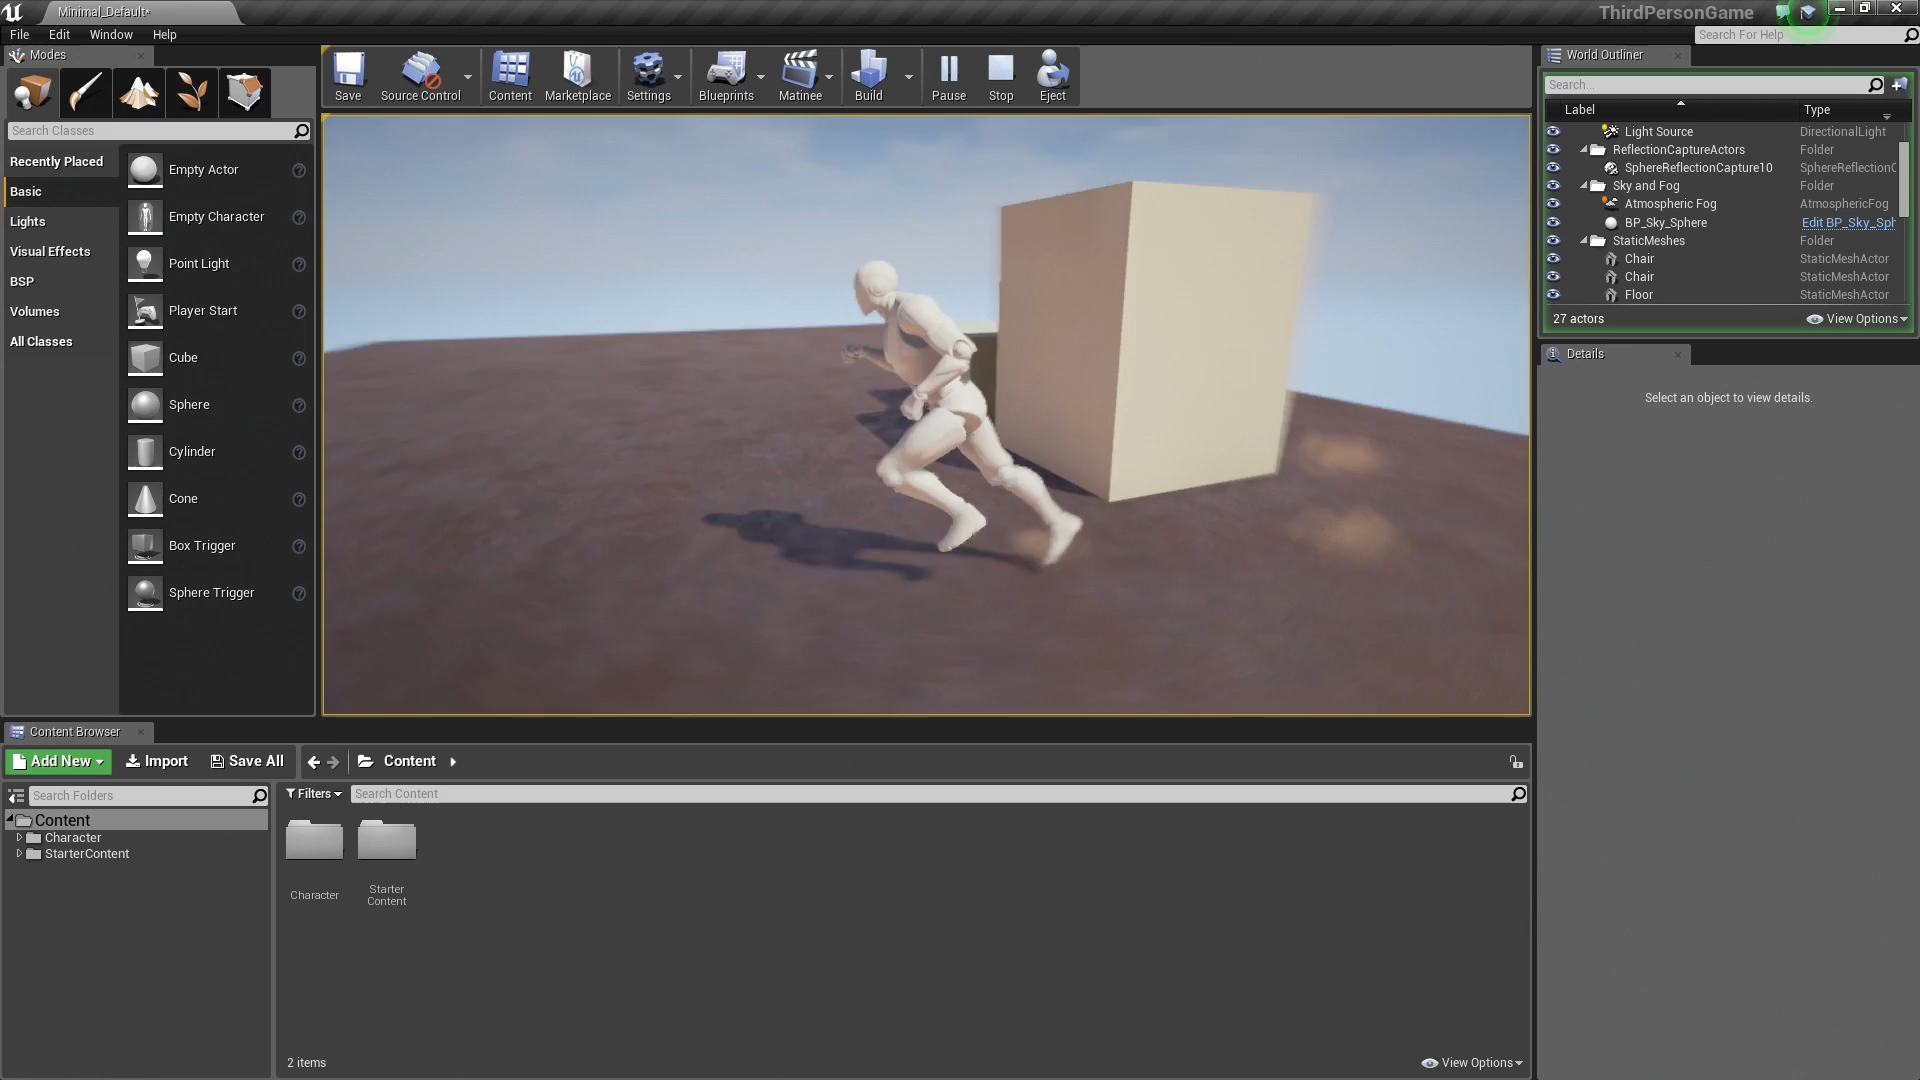 Minimal_Default*
ThirdPersonGame
File Edit Window Help
Search For Help
Modes
Save Source Control Content Marketplace Settings Blueprints Matinee Build Pause Stop Eject
World Outliner
Search...
Label Type
Light Source DirectionalLight
ReflectionCaptureActors Folder
SphereReflectionCapture10 SphereReflectionC
Sky and Fog Folder
Atmospheric Fog AtmosphericFog
BP_Sky_Sphere Edit BP_Sky_Sph
StaticMeshes Folder
Chair StaticMeshActor
Chair StaticMeshActor
Floor StaticMeshActor
27 actors View Options
Details
Select an object to view details.
Search Classes
Recently Placed
Basic
Lights
Visual Effects
BSP
Volumes
All Classes
Empty Actor
Empty Character
Point Light
Player Start
Cube
Sphere
Cylinder
Cone
Box Trigger
Sphere Trigger
Content Browser
Add New Import Save All Content
Search Folders
Content
Character
StarterContent
Filters Search Content
Character
Starter
Content
2 items View Options